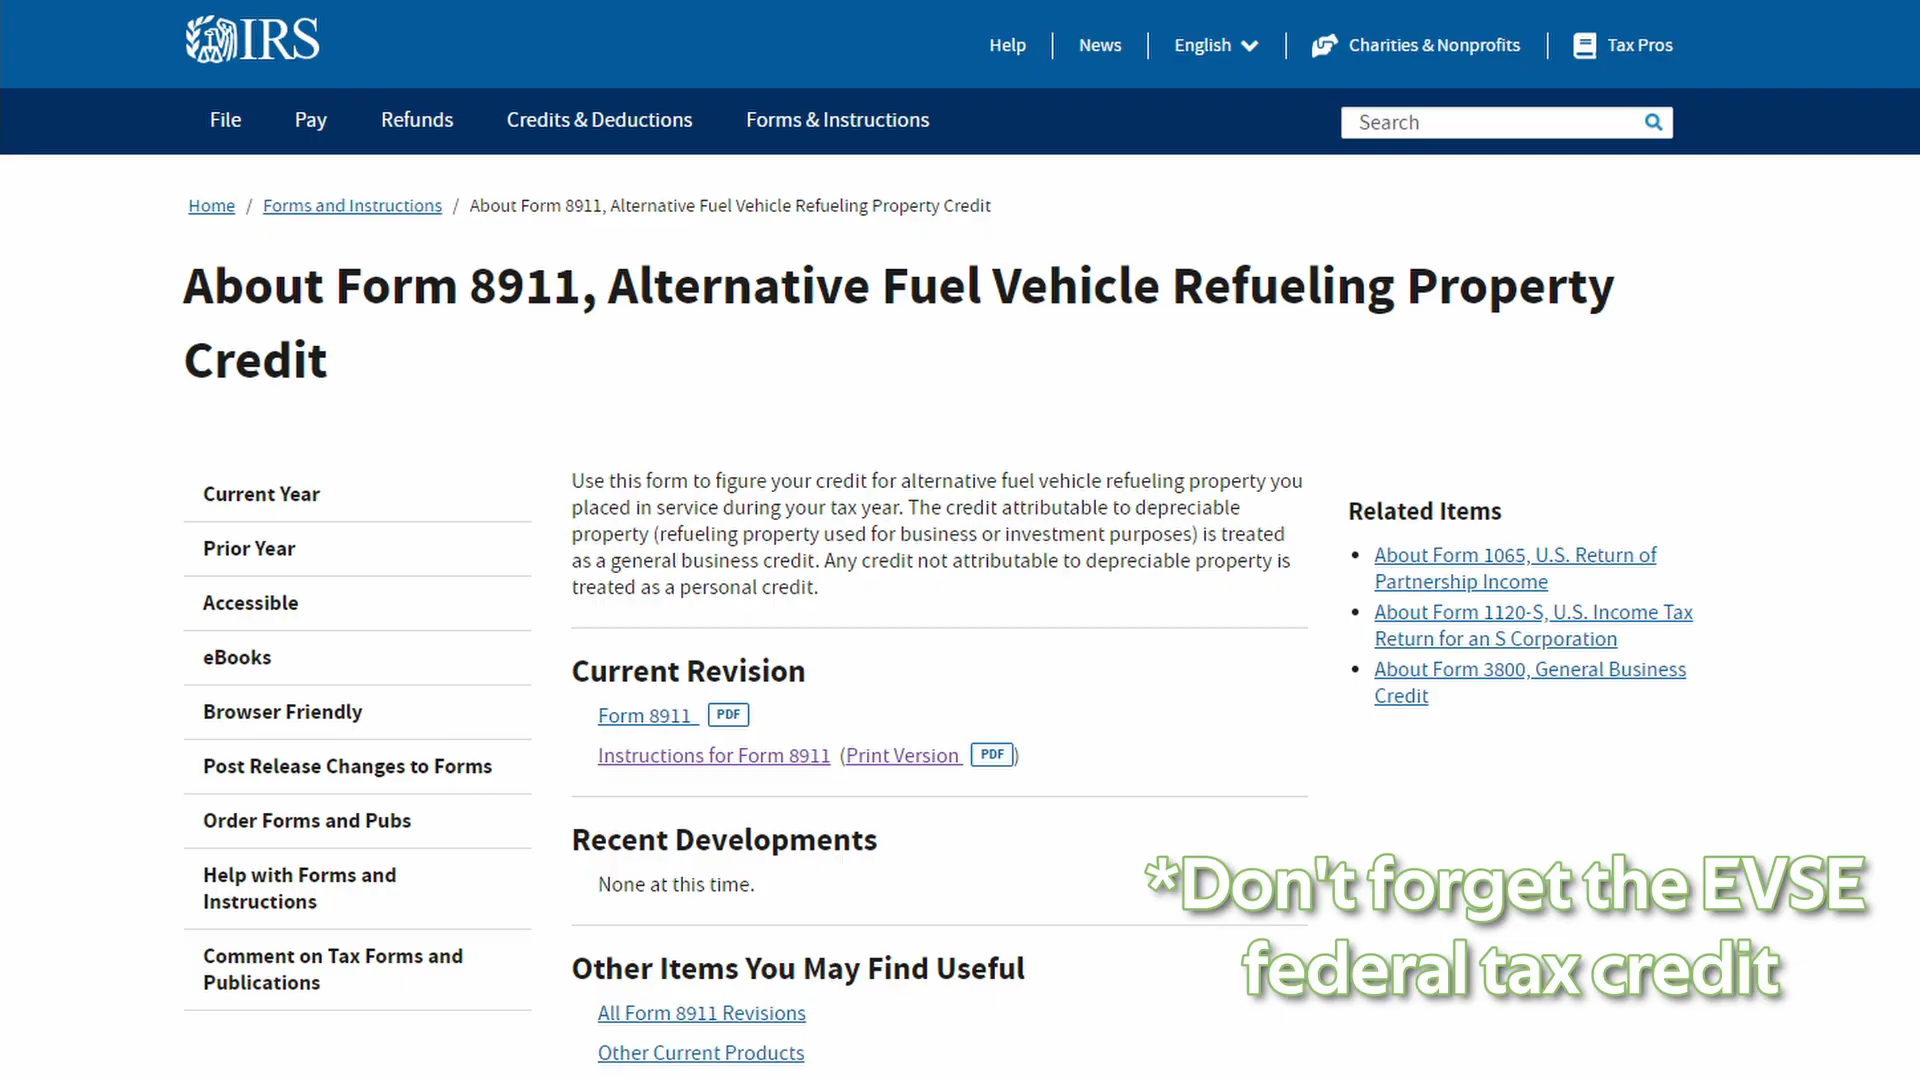 IRS
Help
News
English
Charities & Nonprofits
Tax Pros
File
Pay
Refunds
Credits & Deductions
Forms & Instructions
Search
Home / Forms and Instructions / About Form 8911, Alternative Fuel Vehicle Refueling Property Credit
About Form 8911, Alternative Fuel Vehicle Refueling Property
Credit
Current Year
Prior Year
Accessible
eBooks
Browser Friendly
Post Release Changes to Forms
Order Forms and Pubs
Help with Forms and
Instructions
Comment on Tax Forms and
Publications
Use this form to figure your credit for alternative fuel vehicle refueling property you
placed in service during your tax year. The credit attributable to depreciable
property (refueling property used for business or investment purposes) is treated
as a general business credit. Any credit not attributable to depreciable property is
treated as a personal credit.
Current Revision
Form 8911 PDF
Instructions for Form 8911 (Print Version PDF)
Recent Developments
None at this time.
Other Items You May Find Useful
All Form 8911 Revisions
Other Current Products
Related Items
About Form 1065, U.S. Return of
Partnership Income
About Form 1120-S, U.S. Income Tax
Return for an S Corporation
About Form 3800, General Business
Credit
*Don't forget the EVSE
federal tax credit